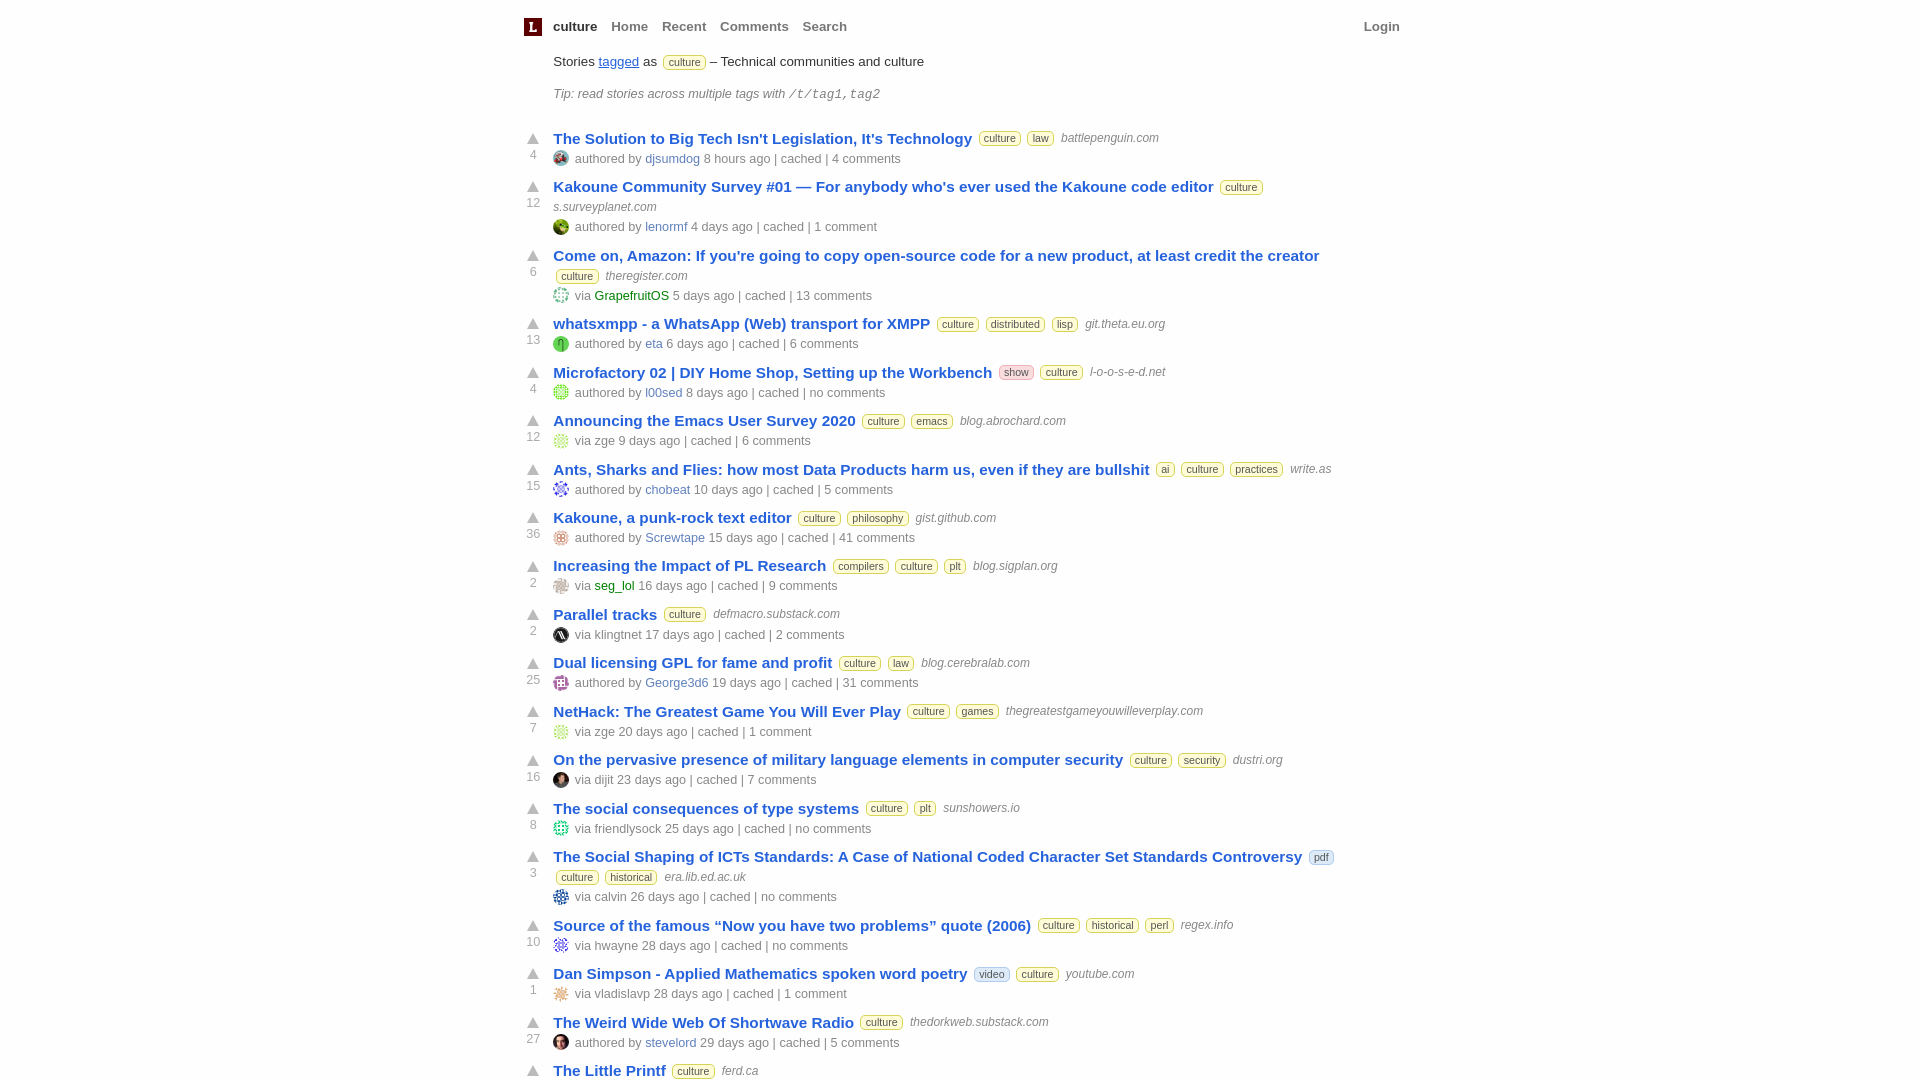 L culture Home Recent Comments Search Login
Stories tagged as culture – Technical communities and culture
Tip: read stories across multiple tags with /t/tag1,tag2
The Solution to Big Tech Isn't Legislation, It's Technology culture law battlepenguin.com
4 authored by djsumdog 8 hours ago | cached | 4 comments
Kakoune Community Survey #01 — For anybody who's ever used the Kakoune code editor culture
12 s.surveyplanet.com
authored by lenormf 4 days ago | cached | 1 comment
Come on, Amazon: If you're going to copy open-source code for a new product, at least credit the creator
6 culture theregister.com
via GrapefruitOS 5 days ago | cached | 13 comments
whatsxmpp - a WhatsApp (Web) transport for XMPP culture distributed lisp git.theta.eu.org
13 authored by eta 6 days ago | cached | 6 comments
Microfactory 02 | DIY Home Shop, Setting up the Workbench show culture l-o-o-s-e-d.net
4 authored by l00sed 8 days ago | cached | no comments
Announcing the Emacs User Survey 2020 culture emacs blog.abrochard.com
12 via zge 9 days ago | cached | 6 comments
Ants, Sharks and Flies: how most Data Products harm us, even if they are bullshit ai culture practices write.as
15 authored by chobeat 10 days ago | cached | 5 comments
Kakoune, a punk-rock text editor culture philosophy gist.github.com
36 authored by Screwtape 15 days ago | cached | 41 comments
Increasing the Impact of PL Research compilers culture plt blog.sigplan.org
2 via seg_lol 16 days ago | cached | 9 comments
Parallel tracks culture defmacro.substack.com
2 via klingtnet 17 days ago | cached | 2 comments
Dual licensing GPL for fame and profit culture law blog.cerebralab.com
25 authored by George3d6 19 days ago | cached | 31 comments
NetHack: The Greatest Game You Will Ever Play culture games thegreatestgameyouwilleverplay.com
7 via zge 20 days ago | cached | 1 comment
On the pervasive presence of military language elements in computer security culture security dustri.org
16 via dijit 23 days ago | cached | 7 comments
The social consequences of type systems culture plt sunshowers.io
8 via friendlysock 25 days ago | cached | no comments
The Social Shaping of ICTs Standards: A Case of National Coded Character Set Standards Controversy pdf
3 culture historical era.lib.ed.ac.uk
via calvin 26 days ago | cached | no comments
Source of the famous “Now you have two problems” quote (2006) culture historical perl regex.info
10 via hwayne 28 days ago | cached | no comments
Dan Simpson - Applied Mathematics spoken word poetry video culture youtube.com
1 via vladislavp 28 days ago | cached | 1 comment
The Weird Wide Web Of Shortwave Radio culture thedorkweb.substack.com
27 authored by stevelord 29 days ago | cached | 5 comments
The Little Printf culture ferd.ca